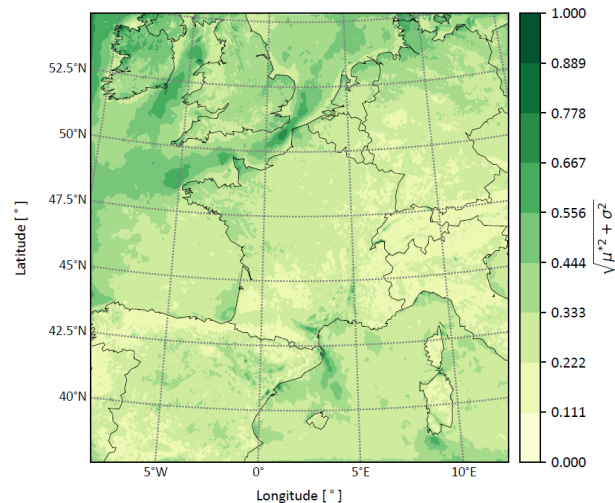 52.5°N
50°N
47.5°N
45°N
42.5°N
40°N
Latitude [ ° ]
5°W
0°
5°E
10°E
Longitude [ ° ]
1.000
0.889
0.778
0.667
0.556
0.444
0.333
0.222
0.111
0.000
√μ*2 + σ2